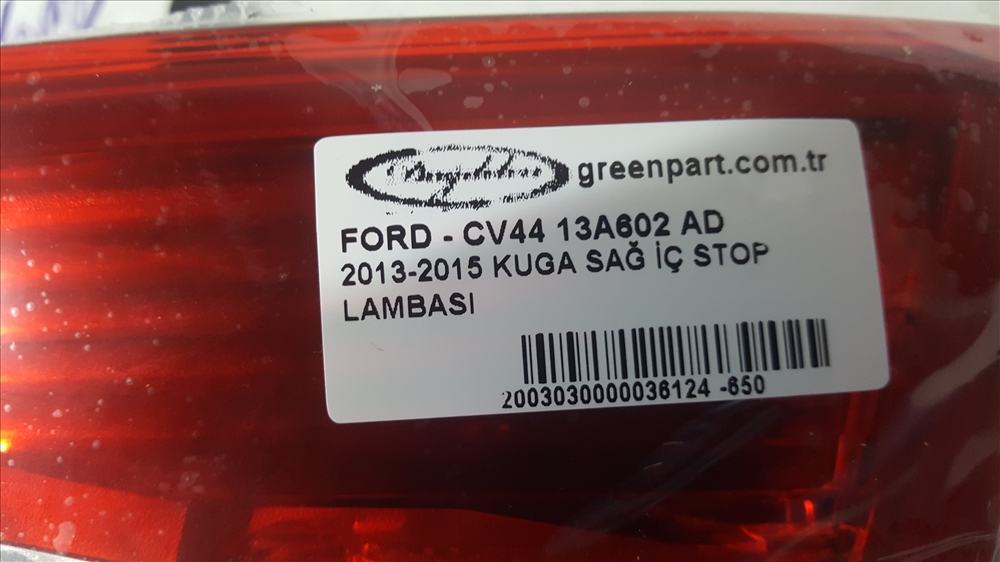 greenpart.com.tr
FORD - CV44 13A602 AD
2013-2015 KUGA SAĞ İÇ STOP
LAMBASI
2003030000036124 -650